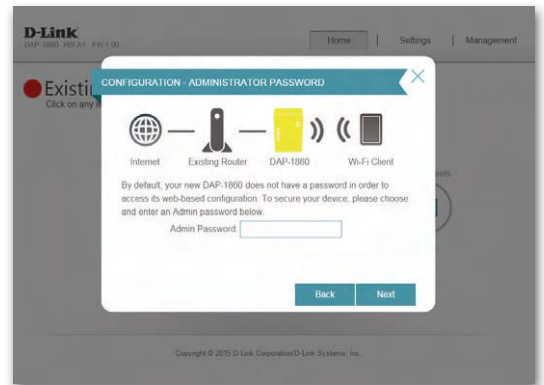 D-Link
DAP-1860 HW:A1 FW:1.00
Home | Settings | Management
Existi
Click on any
CONFIGURATION - ADMINISTRATOR PASSWORD
Internet Existing Router DAP-1860 Wi-Fi Client
By default, your new DAP-1860 does not have a password in order to
access its web-based configuration. To secure your device, please choose
and enter an Admin password below.
Admin Password:
Back Next
Copyright © 2015 D-Link Corporation/D-Link Systems, Inc.